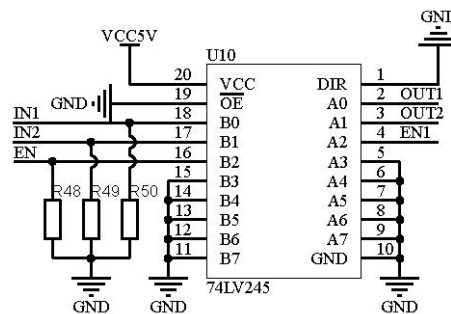 GND
VCC5V
U10
20 VCC DIR 1
GND 19 OE A0 2 OUT1
IN1 18 B0 A1 3 OUT2
IN2 17 B1 A2 4 EN1
EN 16 B2 A3 5
15 B3 A4 6
R48 R49 R50 14 B4 A5 7
13 B5 A6 8
12 B6 A7 9
11 B7 GND 10
GND GND 74LV245 GND